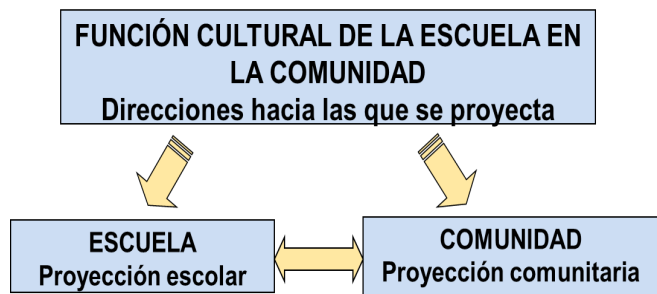 FUNCIÓN CULTURAL DE LA ESCUELA EN
LA COMUNIDAD
Direcciones hacia las que se proyecta
ESCUELA
Proyección escolar
COMUNIDAD
Proyección comunitaria